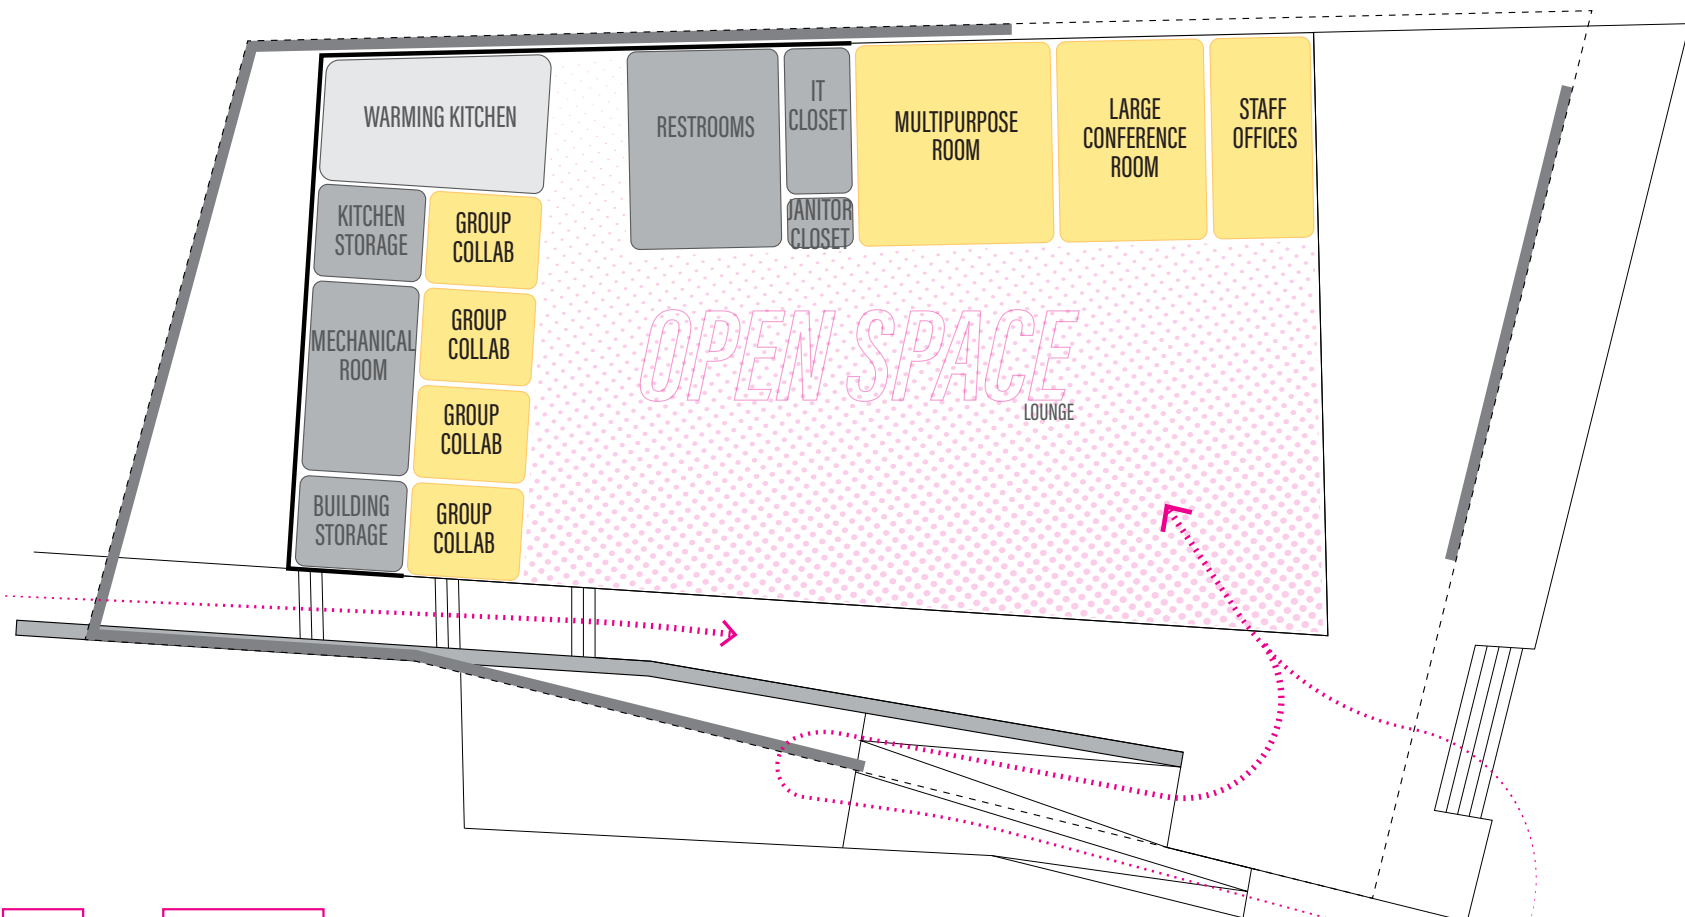 WARMING KITCHEN
RESTROOMS
IT
CLOSET
JANITOR
CLOSET
MULTIPURPOSE
ROOM
LARGE
CONFERENCE
ROOM
STAFF
OFFICES
KITCHEN
STORAGE
GROUP
COLLAB
MECHANICAL
ROOM
GROUP
COLLAB
GROUP
COLLAB
BUILDING
STORAGE
GROUP
COLLAB
OPEN SPACE
LOUNGE